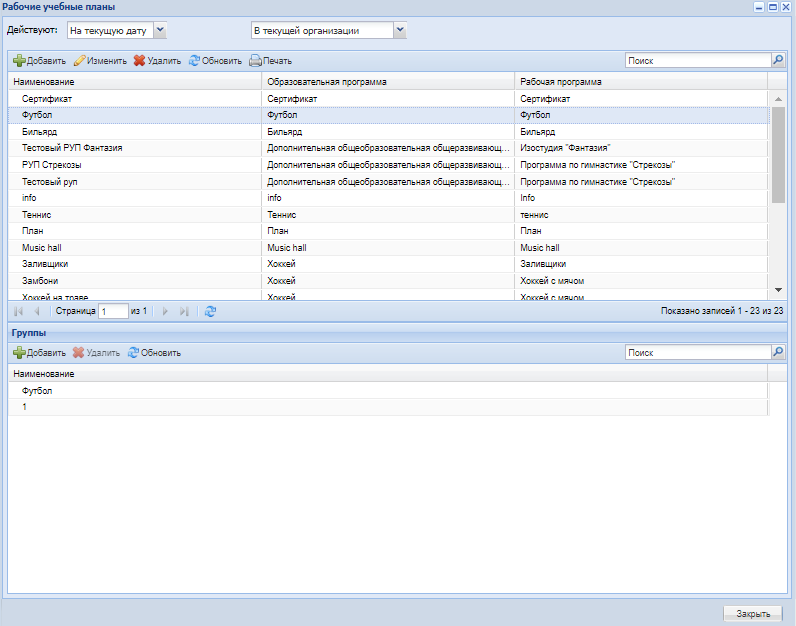 Рабочие учебные планы
Действуют: На текущую дату В текущей организации
Добавить Изменить Удалить Обновить Печать Поиск
Наименование Образовательная программа Рабочая программа
Сертификат Сертификат Сертификат
Футбол Футбол Футбол
Бильярд Бильярд Бильярд
Тестовый РУП Фантазия Дополнительная общеобразовательная общеразвивающ... Изостудия "Фантазия"
РУП Стрекозы Дополнительная общеобразовательная общеразвивающ... Программа по гимнастике "Стрекозы"
Тестовый руп Дополнительная общеобразовательная общеразвивающ... Программа по гимнастике "Стрекозы"
info info Info
Теннис Теннис теннис
План План План
Music hall Music hall Music hall
Заливщики Хоккей Заливщики
Замбони Хоккей Хоккей с мячом
Хоккей на траве Хоккей Хоккей с мячом
Страница 1 из 1 Показано записей 1 - 23 из 23
Группы
Добавить Удалить Обновить Поиск
Наименование
Футбол
1
Закрыть